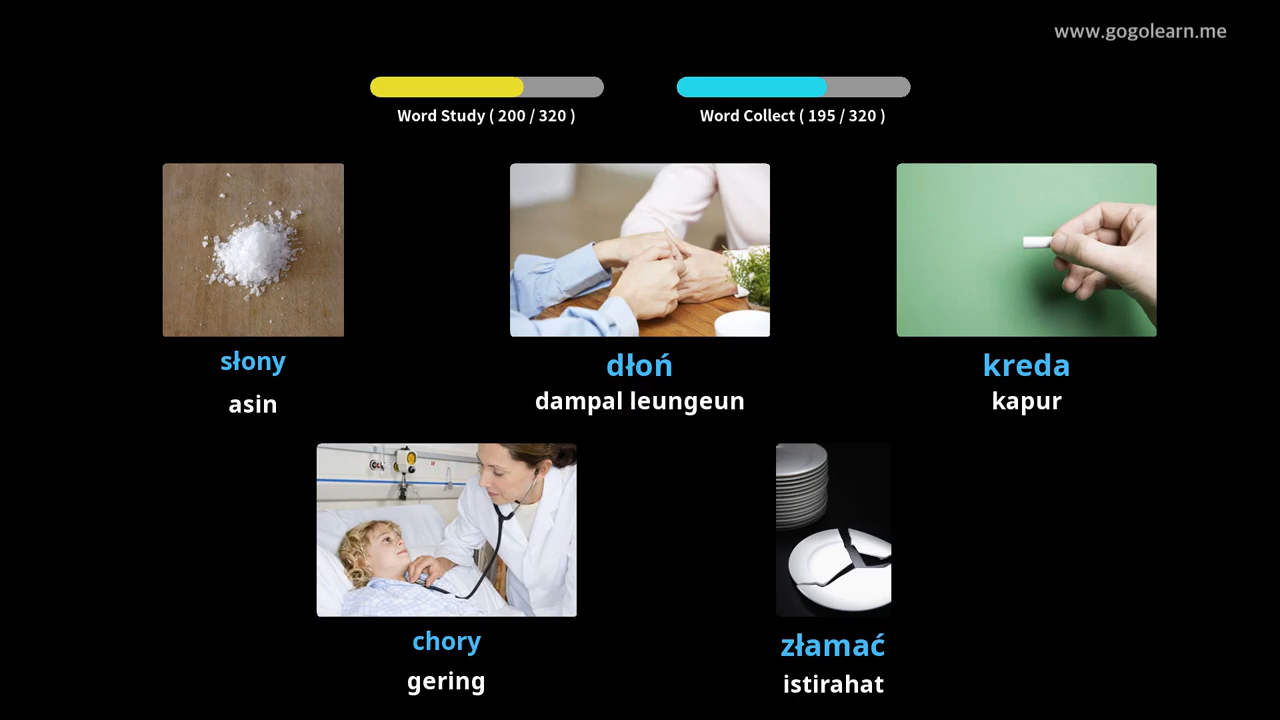 www.gogolearn.me
Word Study ( 200 / 320 )
Word Collect ( 195 / 320 )
słony
asin
dłoń
dampal leungeun
kreda
kapur
chory
gering
złamać
istirahat